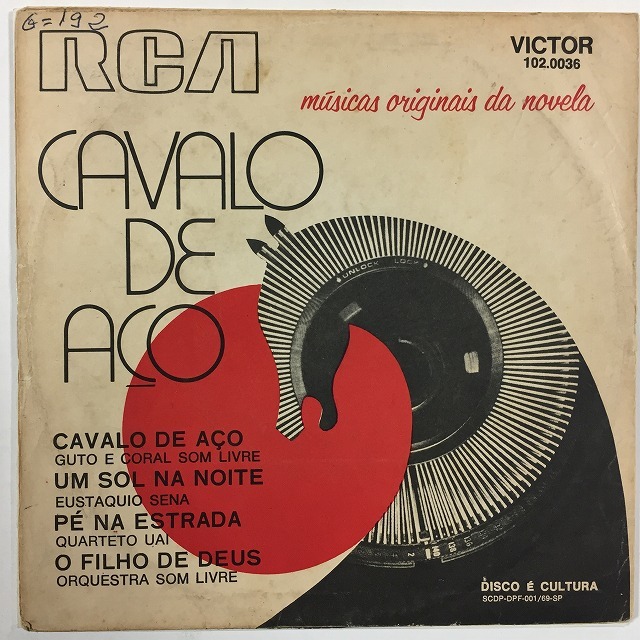 G=192
RCA
VICTOR
102.0036
músicas originais da novela
CAVALO
DE
AÇO
UNLOCK LOCK
CAVALO DE AÇO
GUTO E CORAL SOM LIVRE
UM SOL NA NOITE
EUSTAQUIO SENA
PÉ NA ESTRADA
QUARTETO UAI
O FILHO DE DEUS
ORQUESTRA SOM LIVRE
DISCO É CULTURA
SCDP-DPF-001/69-SP